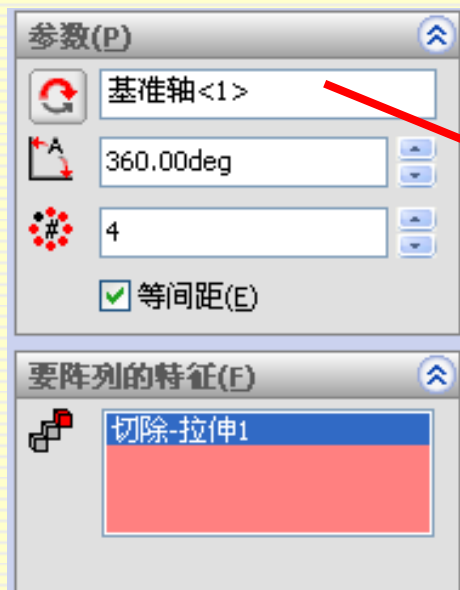 参数(P)
基准轴<1>
A
360.00deg
#
4
等间距(E)
要阵列的特征(F)
切除-拉伸1